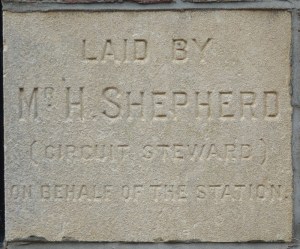 LAID BY
MR H. SHEPHERD
(CIRCUIT STEWARD)
ON BEHALF OF THE STATION.